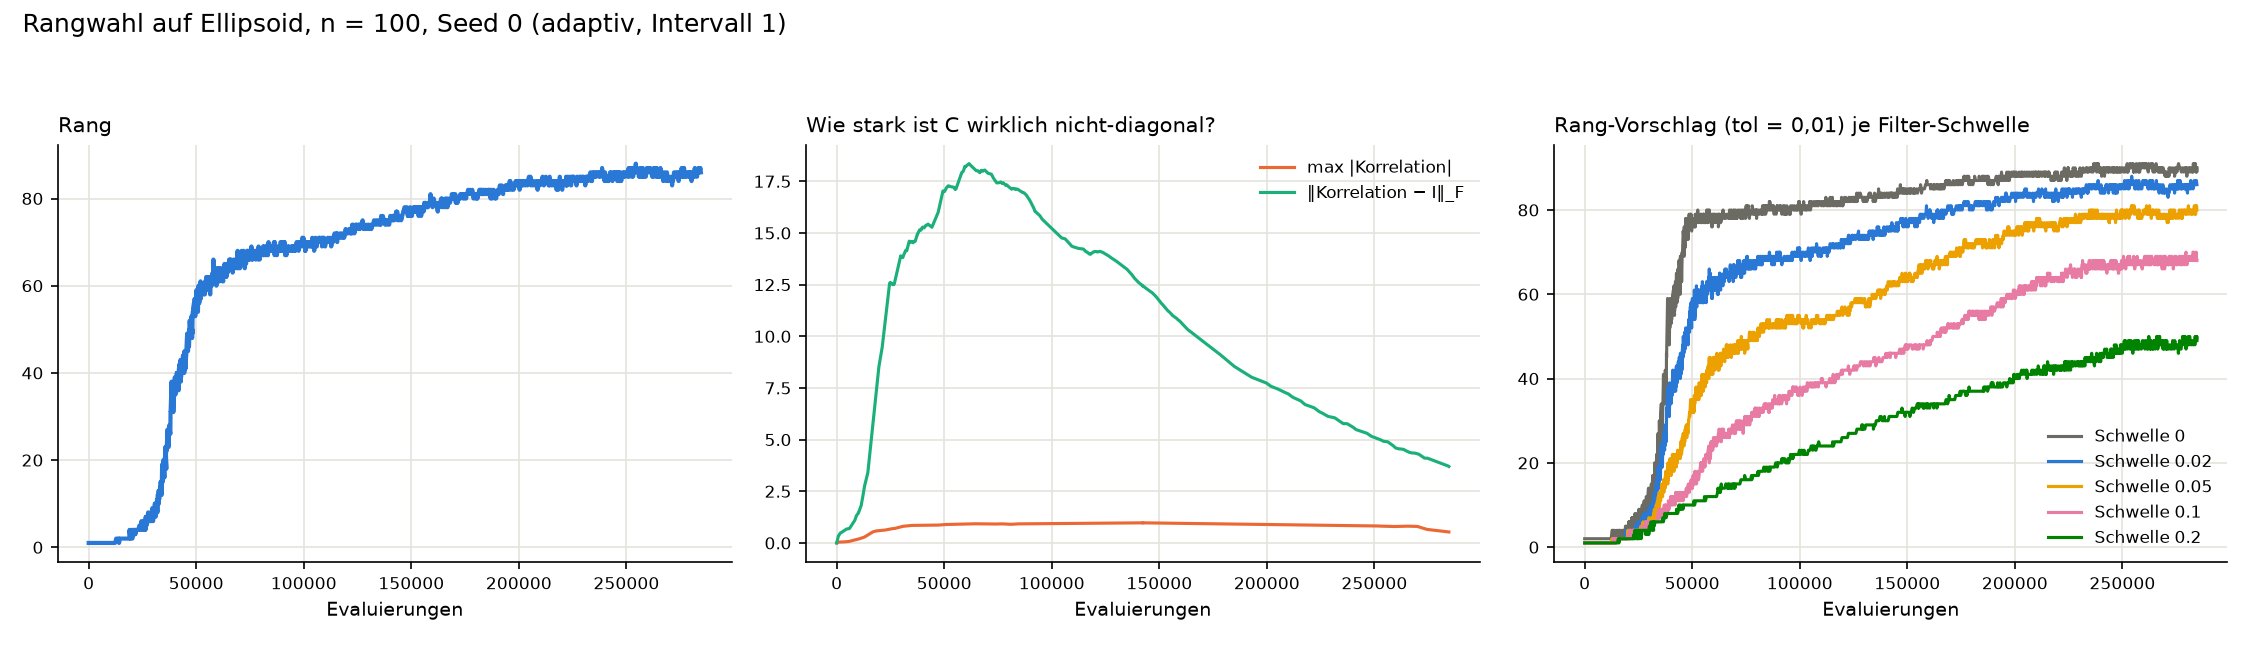 Rangwahl auf Ellipsoid, n = 100, Seed 0 (adaptiv, Intervall 1)
Rang
80
60
40
20
0
0 50000 100000 150000 200000 250000
Evaluierungen
Wie stark ist C wirklich nicht-diagonal?
max |Korrelation|
‖Korrelation − I‖_F
17.5
15.0
12.5
10.0
7.5
5.0
2.5
0.0
0 50000 100000 150000 200000 250000
Evaluierungen
Rang-Vorschlag (tol = 0,01) je Filter-Schwelle
80
60
40
20
0
Schwelle 0
Schwelle 0.02
Schwelle 0.05
Schwelle 0.1
Schwelle 0.2
0 50000 100000 150000 200000 250000
Evaluierungen